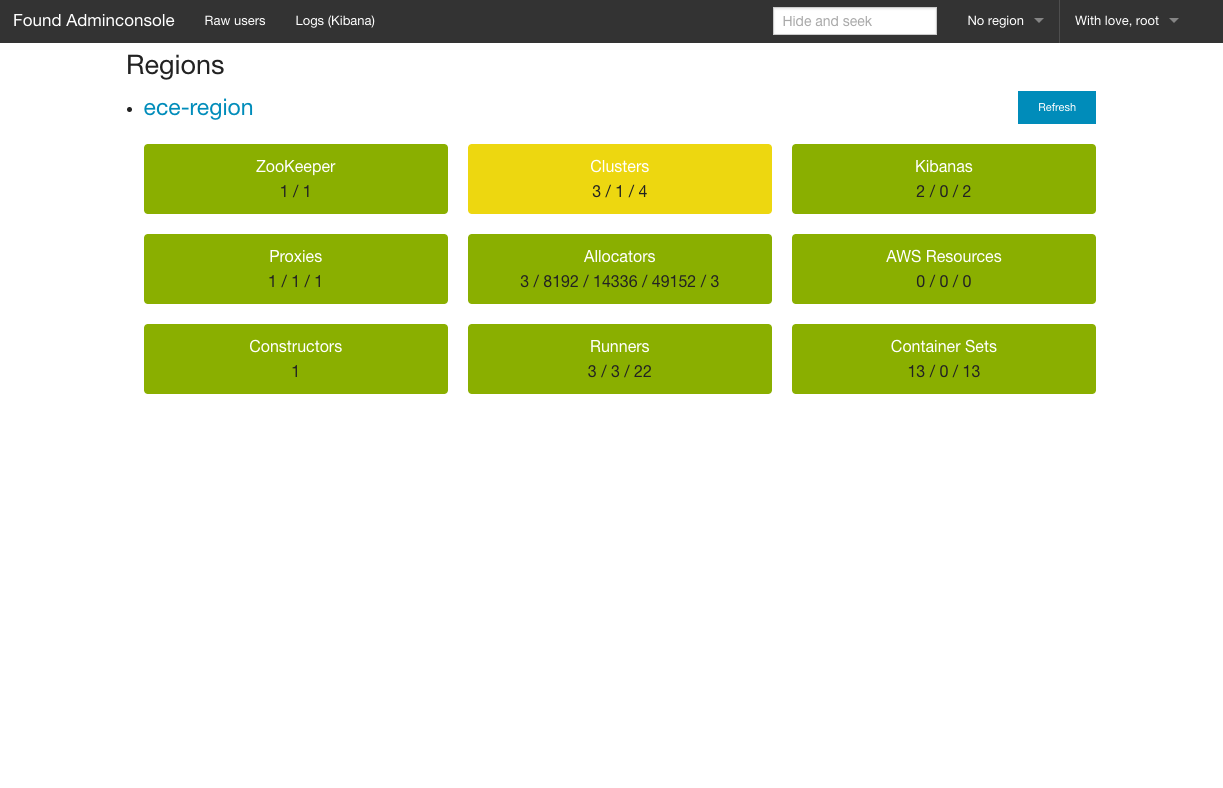 Found Adminconsole Raw users Logs (Kibana) Hide and seek No region With love, root
Regions
ece-region Refresh
ZooKeeper
1 / 1
Clusters
3 / 1 / 4
Kibanas
2 / 0 / 2
Proxies
1 / 1 / 1
Allocators
3 / 8192 / 14336 / 49152 / 3
AWS Resources
0 / 0 / 0
Constructors
1
Runners
3 / 3 / 22
Container Sets
13 / 0 / 13